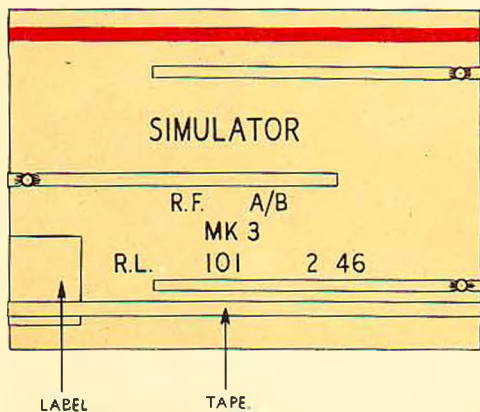 SIMULATOR
R.F. A/B
MK 3
R.L. 101 2 46
LABEL TAPE.